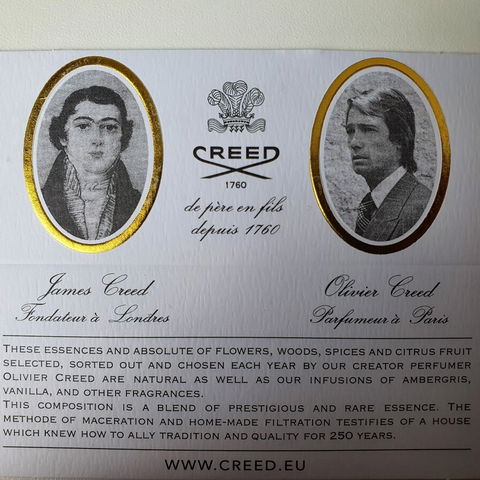 CREED
1760
de père en fils
depuis 1760
James Creed
Fondateur à Londres
Olivier Creed
Parfumeur à Paris
THESE ESSENCES AND ABSOLUTE OF FLOWERS, WOODS, SPICES AND CITRUS FRUIT
SELECTED, SORTED OUT AND CHOSEN EACH YEAR BY OUR CREATOR PERFUMER
OLIVIER CREED ARE NATURAL AS WELL AS OUR INFUSIONS OF AMBERGRIS,
VANILLA, AND OTHER FRAGRANCES.
THIS COMPOSITION IS A BLEND OF PRESTIGIOUS AND RARE ESSENCE. THE
METHODE OF MACERATION AND HOME-MADE FILTRATION TESTIFIES OF A HOUSE
WHICH KNEW HOW TO ALLY TRADITION AND QUALITY FOR 250 YEARS.
WWW.CREED.EU